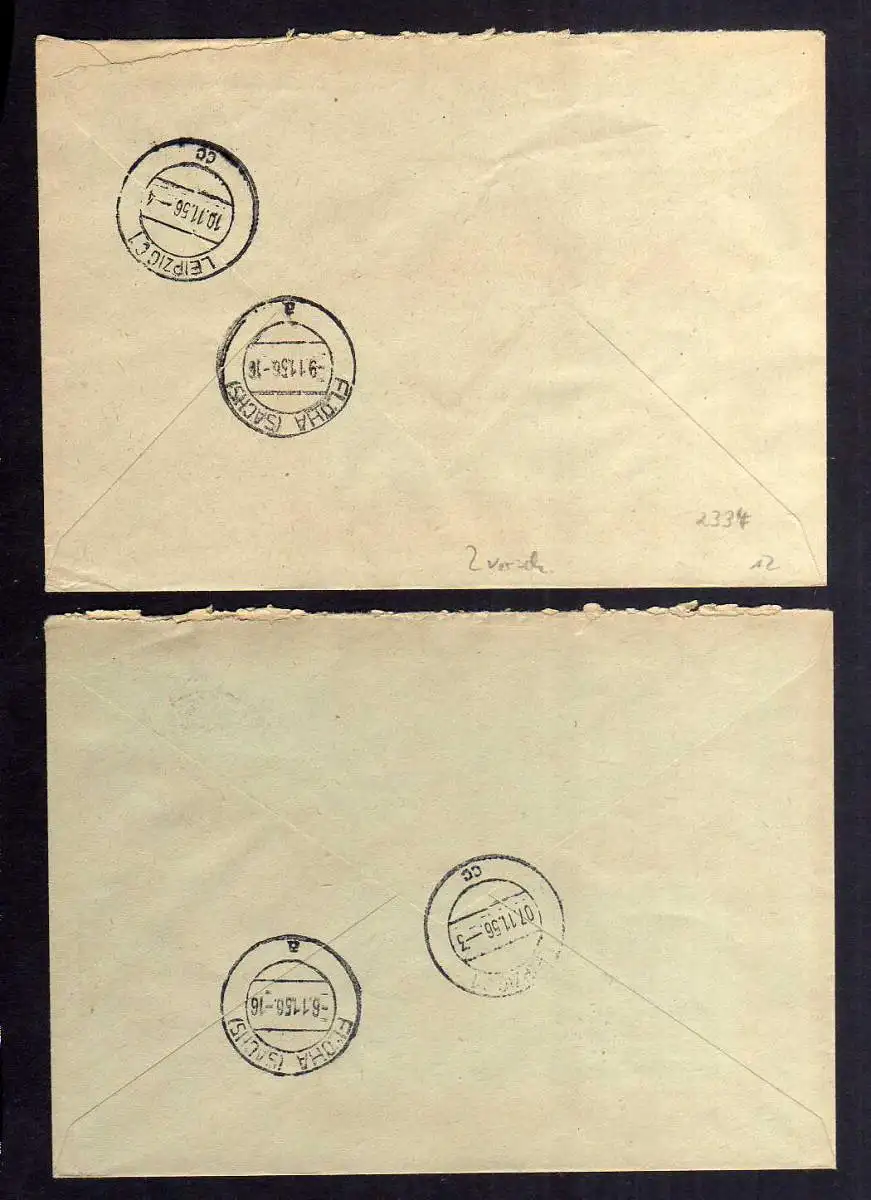 LEIPZIG C 1
10.11.56—4
cc
FLÖHA (SACHS)
-9.11.56.-16
a
2334
2 versch.
12
07.11.56—3
cc
FLÖHA (SACHS)
-6.11.56.-16
a